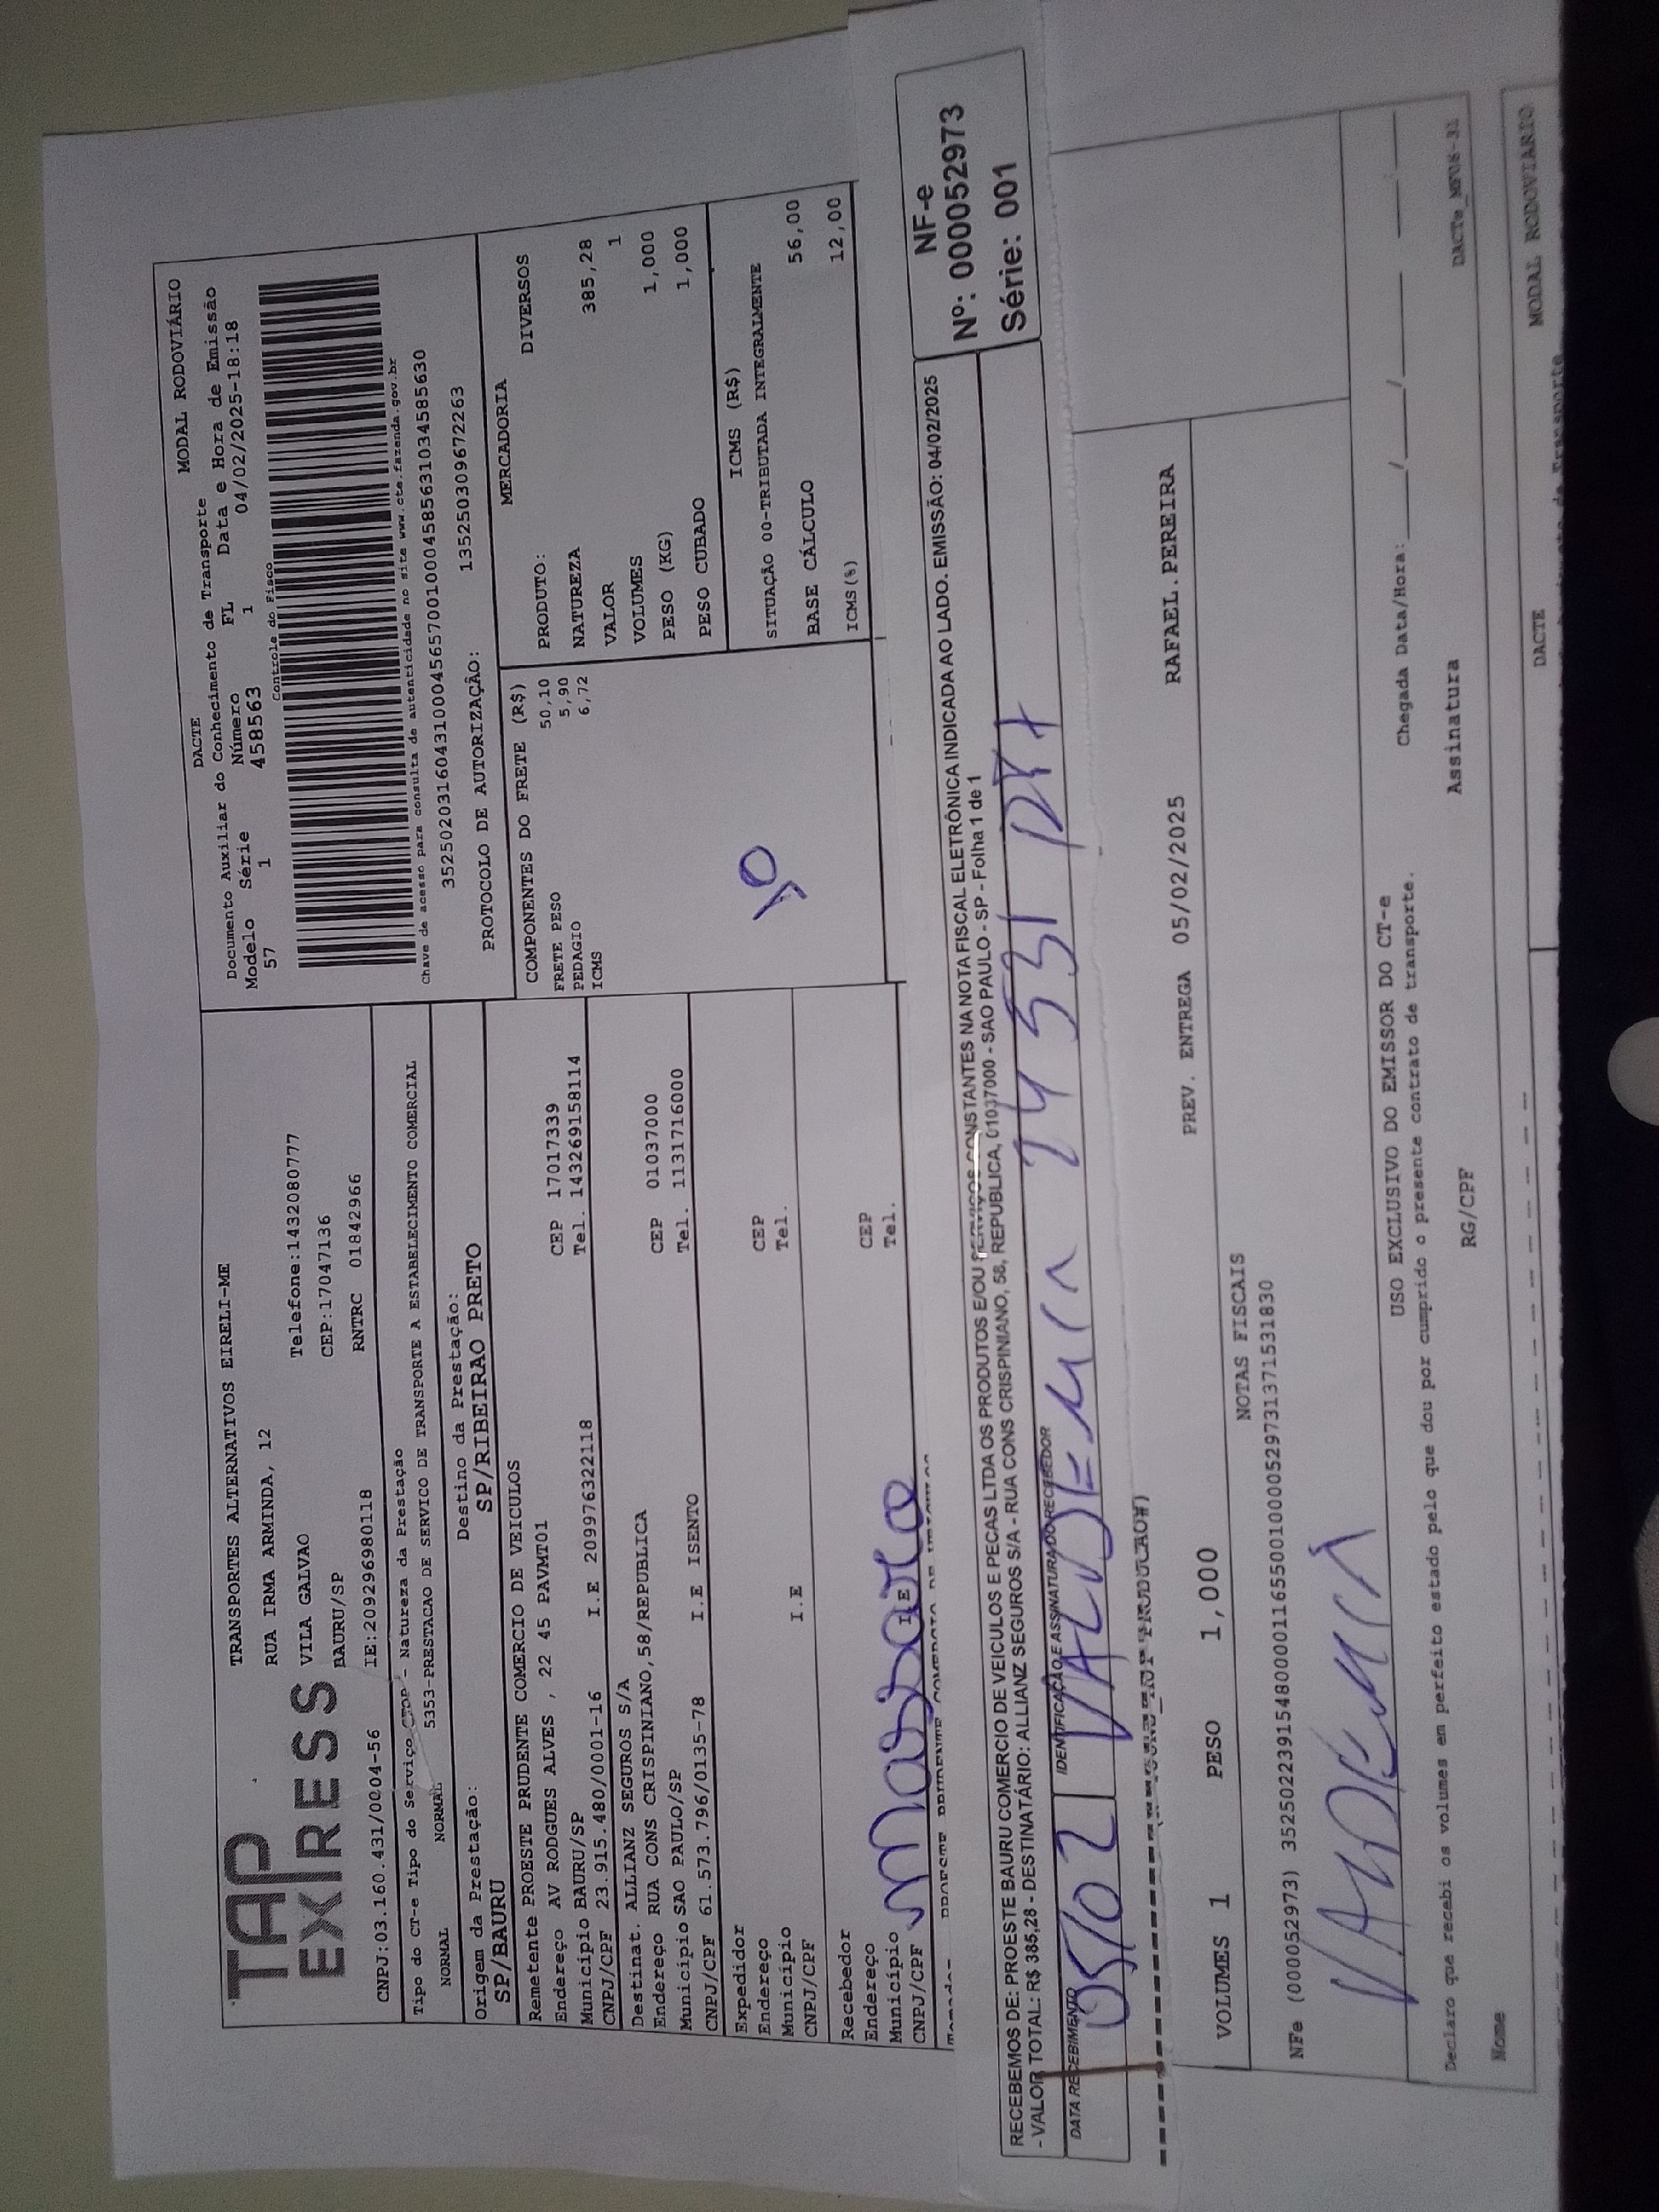 TAP
EXPRESS
TRANSPORTES ALTERNATIVOS EIRELI-ME
RUA IRMA ARMINDA, 12
VILA GALVAO Telefone:1432080777
BAURU/SP CEP:17047136
CNPJ:03.160.431/0004-56 IE:209296980118 RNTRC 01842966
Tipo do CT-e Tipo do Serviço CFOP - Natureza da Prestação
NORMAL NORMAL 5353-PRESTACAO DE SERVICO DE TRANSPORTE A ESTABELECIMENTO COMERCIAL
Origem da Prestação: Destino da Prestação:
SP/BAURU SP/RIBEIRAO PRETO
DACTE MODAL RODOVIÁRIO
Documento Auxiliar do Conhecimento de Transporte
Modelo Série Número FL Data e Hora de Emissão
57 1 458563 1 04/02/2025-18:18
Controle do Fisco
Chave de acesso para consulta de autenticidade no site www.cte.fazenda.gov.br
35250203160431000456570010004585631034585630
PROTOCOLO DE AUTORIZAÇÃO: 135250309672263
Remetente PROESTE PRUDENTE COMERCIO DE VEICULOS
Endereço AV RODGUES ALVES , 22 45 PAVMT01 CEP 17017339
Município BAURU/SP Tel. 143269158114
CNPJ/CPF 23.915.480/0001-16 I.E 209976322118
Destinat. ALLIANZ SEGUROS S/A
Endereço RUA CONS CRISPINIANO,58/REPUBLICA CEP 01037000
Município SAO PAULO/SP Tel. 1131716000
CNPJ/CPF 61.573.796/0135-78 I.E ISENTO
Expedidor
Endereço CEP
Município Tel.
CNPJ/CPF I.E
Recebedor
Endereço CEP
Município Tel.
CNPJ/CPF I.E
COMPONENTES DO FRETE (R$)
FRETE PESO 50,10
PEDAGIO 5,90
ICMS 6,72
MERCADORIA
PRODUTO: DIVERSOS
NATUREZA
VALOR 385,28
VOLUMES 1
PESO (KG) 1,000
PESO CUBADO 1,000
ICMS (R$)
SITUAÇÃO 00-TRIBUTADA INTEGRALMENTE
BASE CÁLCULO 56,00
ICMS(%) 12,00
RECEBEMOS DE: PROESTE BAURU COMERCIO DE VEICULOS E PECAS LTDA OS PRODUTOS E/OU SERVIÇOS CONSTANTES NA NOTA FISCAL ELETRÔNICA INDICADA AO LADO. EMISSÃO: 04/02/2025
- VALOR TOTAL: R$ 385,28 - DESTINATÁRIO: ALLIANZ SEGUROS S/A - RUA CONS CRISPINIANO, 58, REPUBLICA, 01037000 - SAO PAULO - SP - Folha 1 de 1
NF-e
Nº: 000052973
Série: 001
DATA RECEBIMENTO IDENTIFICAÇÃO E ASSINATURA DO RECEBEDOR
05/02
VOLUMES 1 PESO 1,000 PREV. ENTREGA 05/02/2025 RAFAEL.PEREIRA
NOTAS FISCAIS
NFe (000052973) 35250223915480000116550010000529731371531830
USO EXCLUSIVO DO EMISSOR DO CT-e
Declaro que recebi os volumes em perfeito estado pelo que dou por cumprido o presente contrato de transporte.
Chegada Data/Hora: / /
Nome RG/CPF Assinatura
DACTE MODAL RODOVIARIO